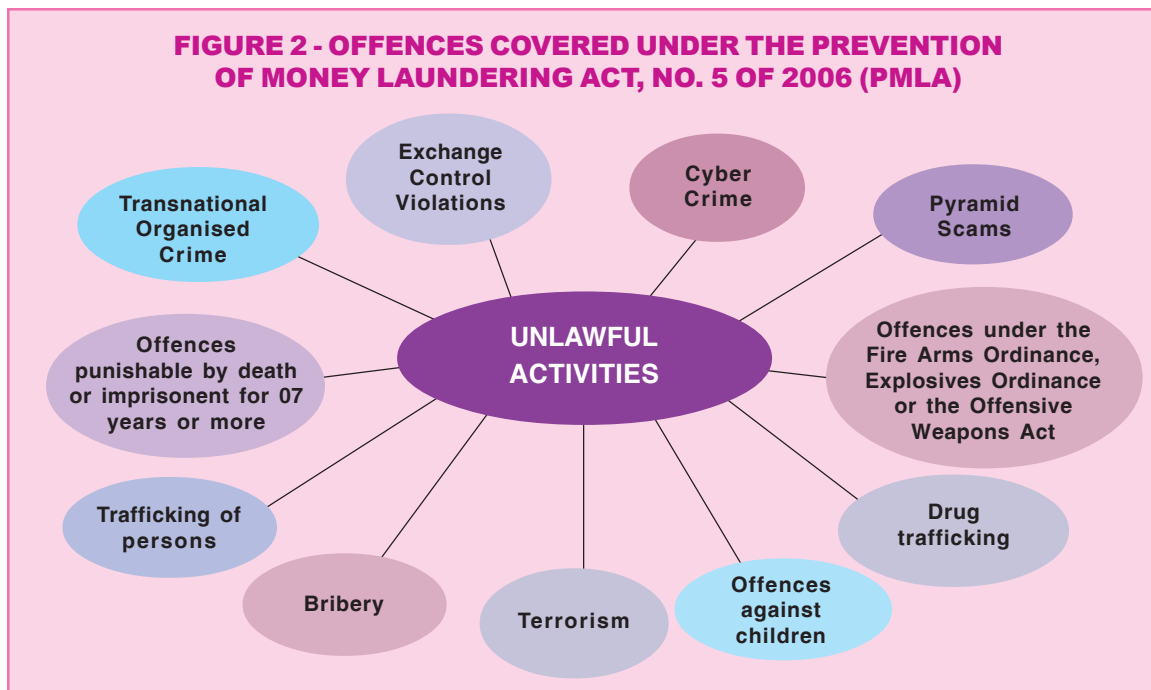 FIGURE 2 - OFFENCES COVERED UNDER THE PREVENTION
OF MONEY LAUNDERING ACT, NO. 5 OF 2006 (PMLA)
Exchange
Control
Violations
Cyber
Crime
Transnational
Organised
Crime
Pyramid
Scams
UNLAWFUL
ACTIVITIES
Offences
punishable by death
or imprisonent for 07
years or more
Offences under the
Fire Arms Ordinance,
Explosives Ordinance
or the Offensive
Weapons Act
Trafficking of
persons
Drug
trafficking
Bribery
Terrorism
Offences
against
children